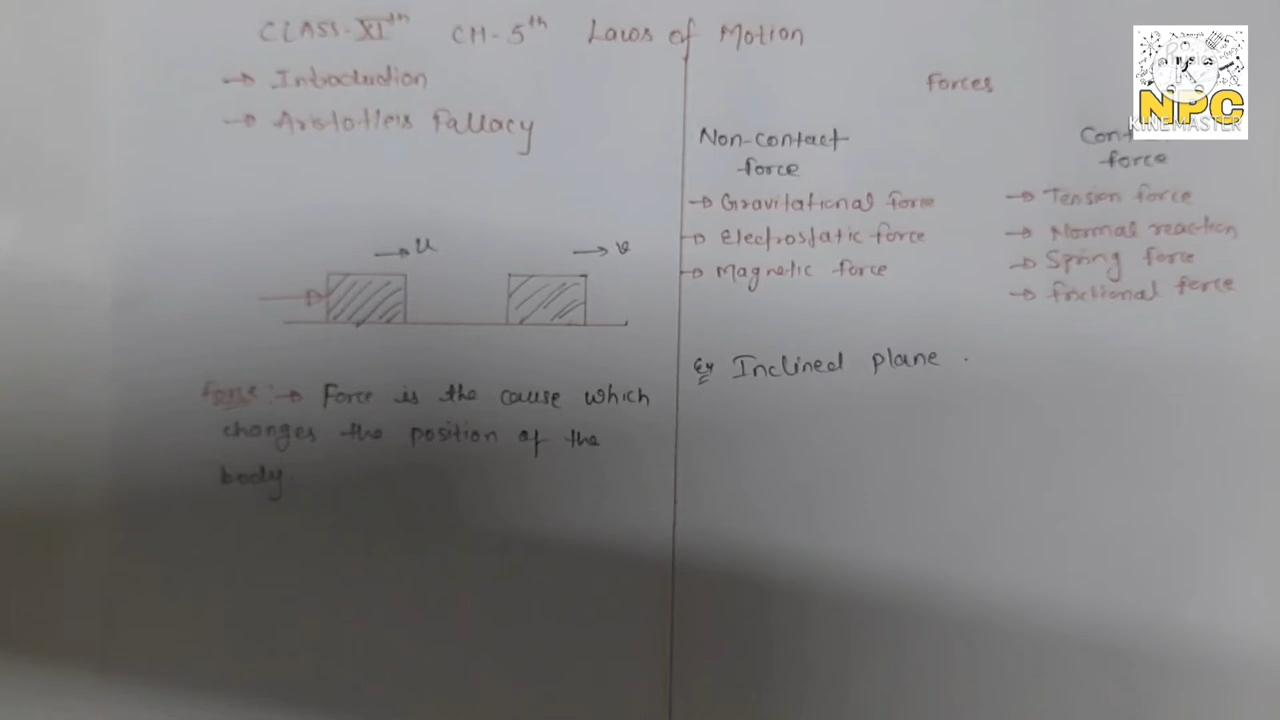 CLASS-XIth CH-5th Laws of Motion
→ Introduction
→ Aristotle's Fallacy
u
v
Force :→ Force is the cause which
changes the position of the
body
Forces
Non-contact
force
→ Gravitational force
→ Electrostatic force
→ Magnetic force
force
→ Tension force
→ Normal reaction
→ Spring force
→ frictional force
Ex Inclined plane .
Physics
NPC
KINEMASTER